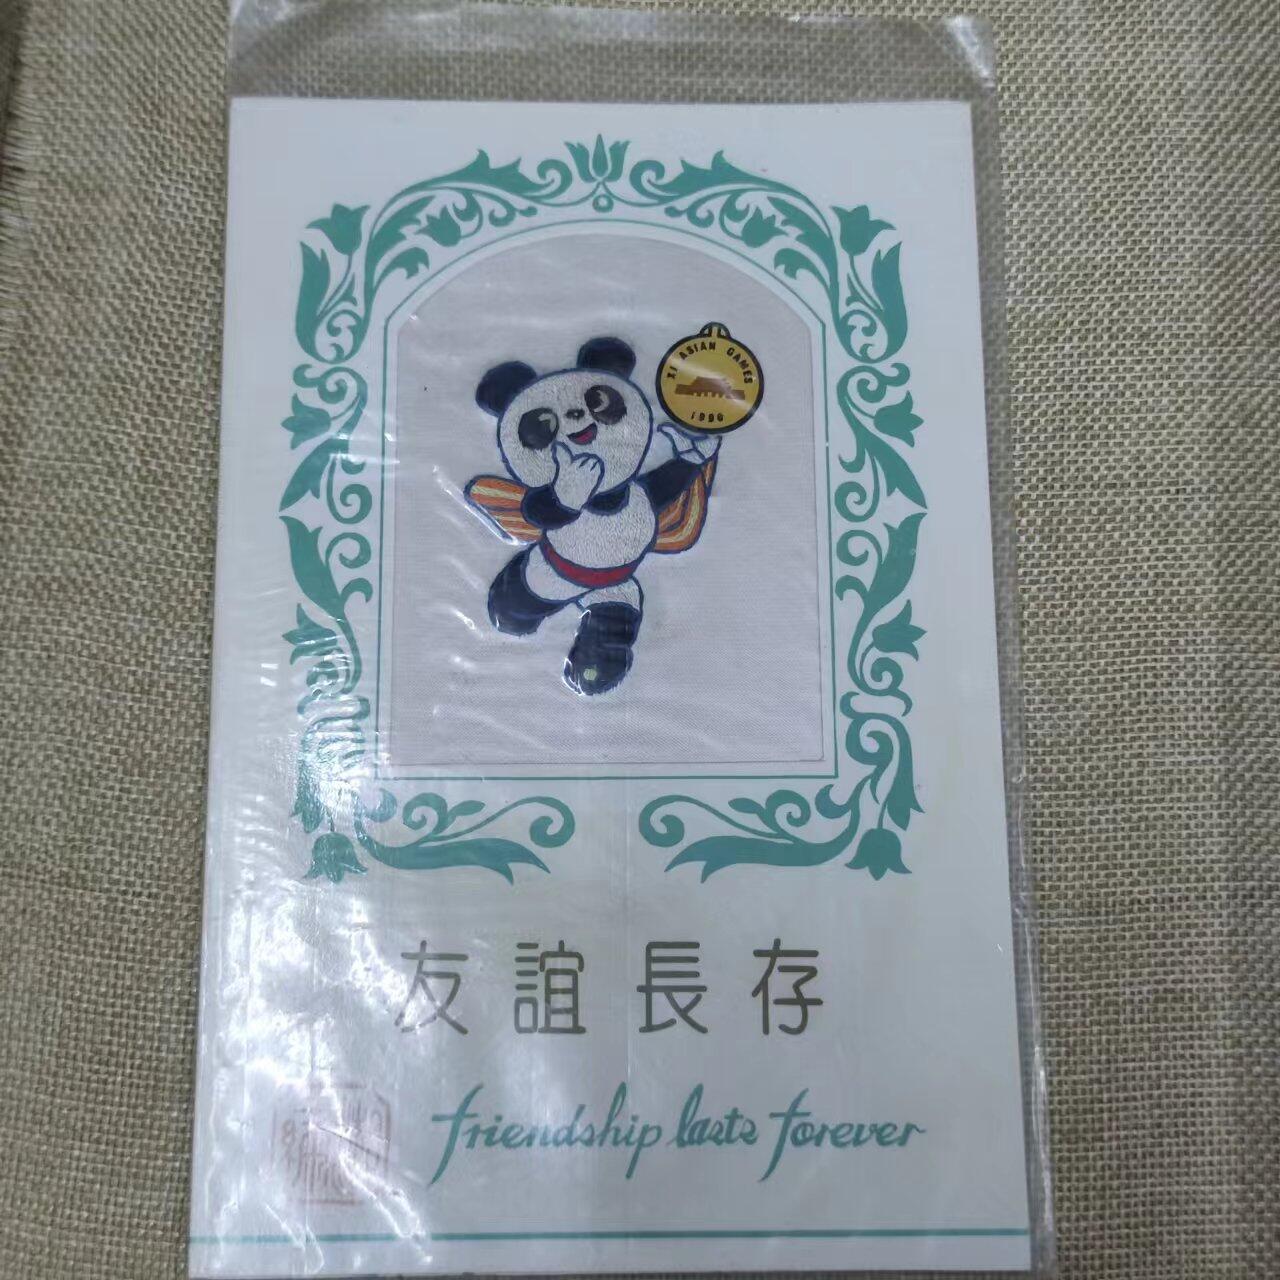 XI ASIAN GAMES
1990
友誼長存
friendship lasts forever